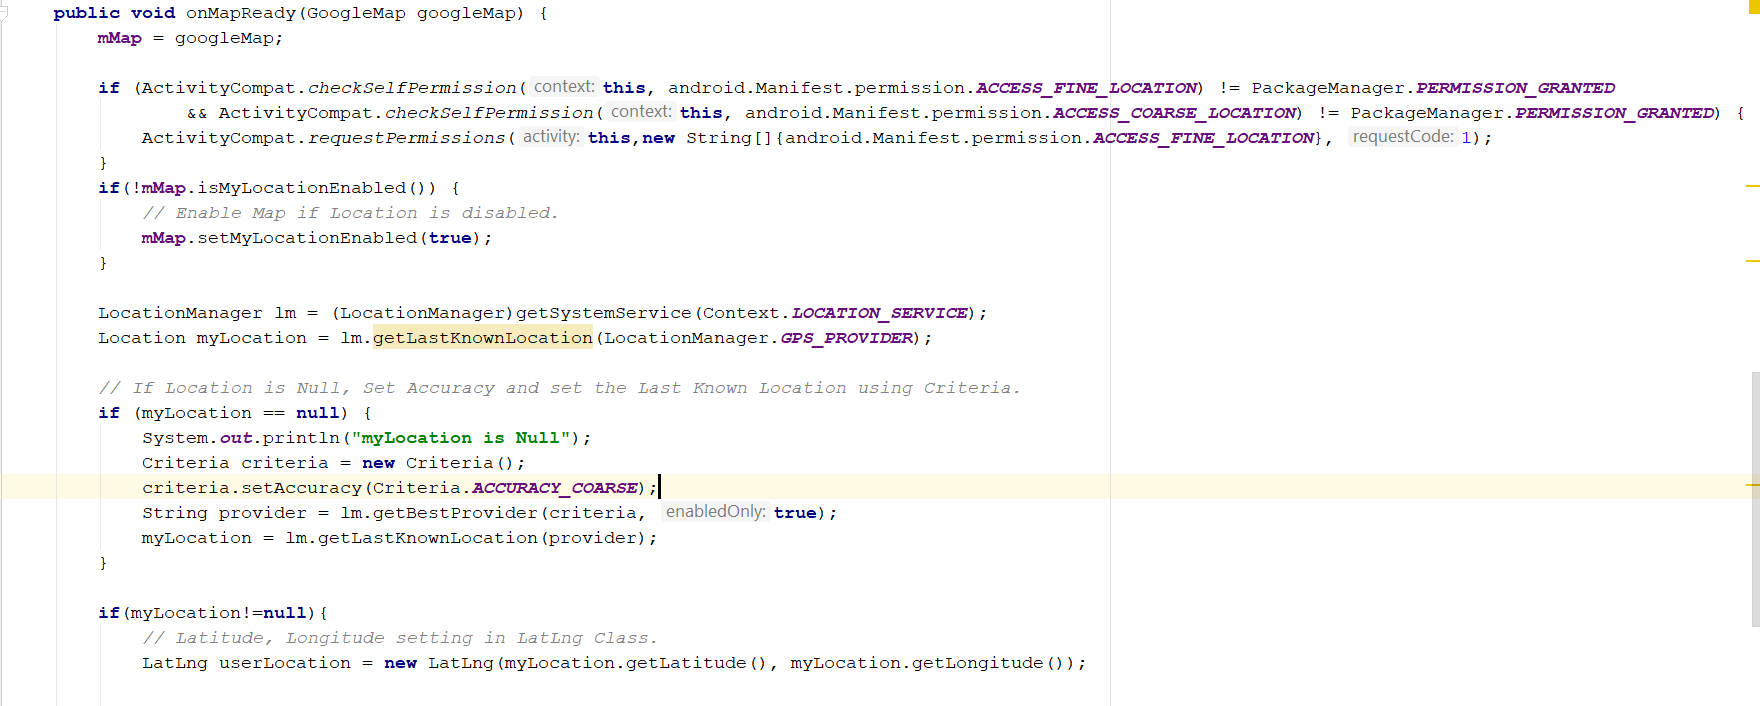 public void onMapReady(GoogleMap googleMap) {
mMap = googleMap;
if (ActivityCompat.checkSelfPermission( context: this, android.Manifest.permission.ACCESS_FINE_LOCATION) != PackageManager.PERMISSION_GRANTED
&& ActivityCompat.checkSelfPermission( context: this, android.Manifest.permission.ACCESS_COARSE_LOCATION) != PackageManager.PERMISSION_GRANTED) {
ActivityCompat.requestPermissions( activity: this,new String[]{android.Manifest.permission.ACCESS_FINE_LOCATION}, requestCode: 1);
}
if(!mMap.isMyLocationEnabled()) {
// Enable Map if Location is disabled.
mMap.setMyLocationEnabled(true);
}
LocationManager lm = (LocationManager)getSystemService(Context.LOCATION_SERVICE);
Location myLocation = lm.getLastKnownLocation(LocationManager.GPS_PROVIDER);
// If Location is Null, Set Accuracy and set the Last Known Location using Criteria.
if (myLocation == null) {
System.out.println("myLocation is Null");
Criteria criteria = new Criteria();
criteria.setAccuracy(Criteria.ACCURACY_COARSE);
String provider = lm.getBestProvider(criteria, enabledOnly: true);
myLocation = lm.getLastKnownLocation(provider);
}
if(myLocation!=null){
// Latitude, Longitude setting in LatLng Class.
LatLng userLocation = new LatLng(myLocation.getLatitude(), myLocation.getLongitude());